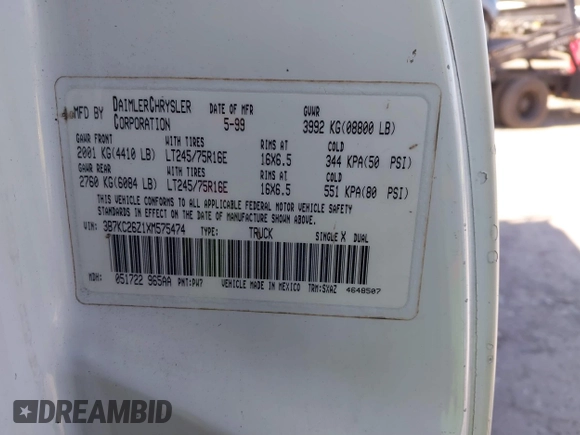 MFD BY DAIMLERCHRYSLER CORPORATION DATE OF MFR 5-99 GVWR 3992 KG(08800 LB)
GAWR FRONT WITH TIRES RIMS AT COLD
2001 KG(4410 LB) LT245/75R16E 16X6.5 344 KPA(50 PSI)
GAWR REAR WITH TIRES RIMS AT COLD
2760 KG(6084 LB) LT245/75R16E 16X6.5 551 KPA(80 PSI)
THIS VEHICLE CONFORMS TO ALL APPLICABLE FEDERAL MOTOR VEHICLE SAFETY
STANDARDS IN EFFECT ON THE DATE OF MANUFACTURE SHOWN ABOVE
VIN: 3B7KC26Z1XM575474 TYPE: TRUCK SINGLE X DUAL
MDH: 051722 965AA PNT:PW7 VEHICLE MADE IN MEXICO TRM:SXAZ 4648507
DREAMBID